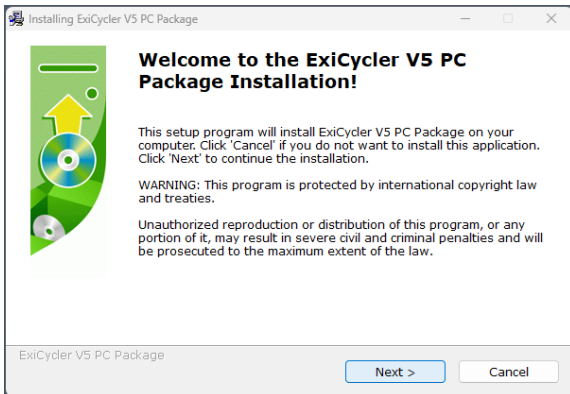 Installing ExiCycler V5 PC Package
Welcome to the ExiCycler V5 PC
Package Installation!
This setup program will install ExiCycler V5 PC Package on your
computer. Click 'Cancel' if you do not want to install this application.
Click 'Next' to continue the installation.
WARNING: This program is protected by international copyright law
and treaties.
Unauthorized reproduction or distribution of this program, or any
portion of it, may result in severe civil and criminal penalties and will
be prosecuted to the maximum extent of the law.
ExiCycler V5 PC Package
Next >
Cancel